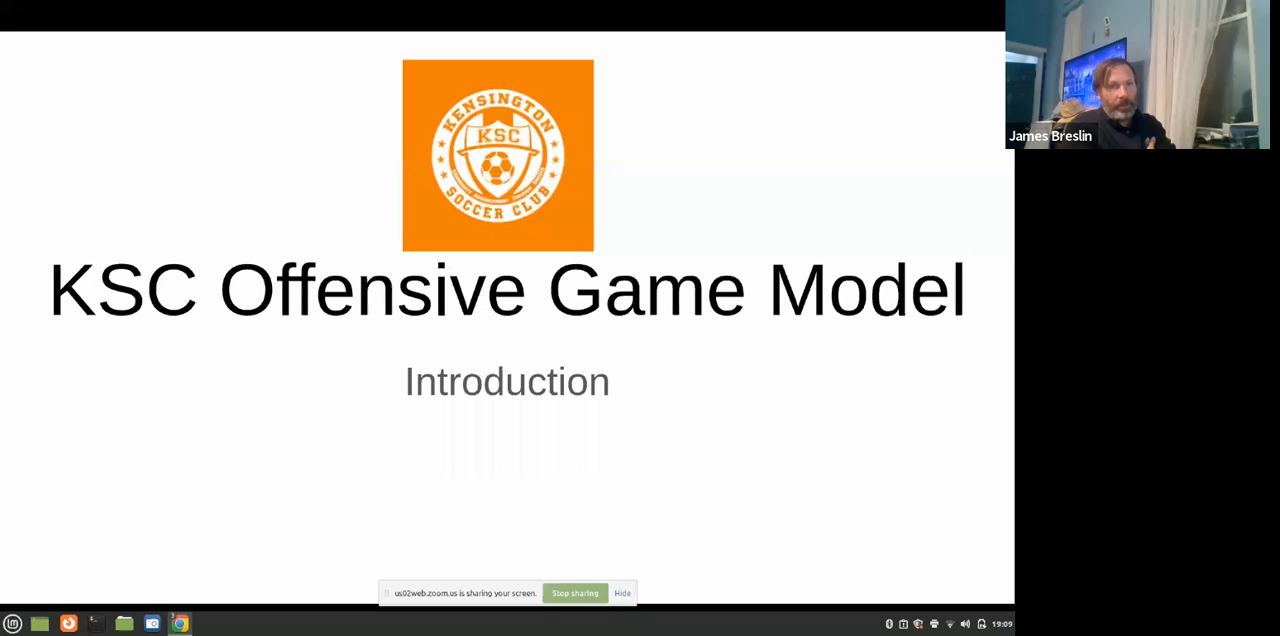 KENSINGTON
KSC
SOCCER CLUB
KSC Offensive Game Model
Introduction
James Breslin
us02web.zoom.us is sharing your screen.
Stop sharing
Hide
19:09